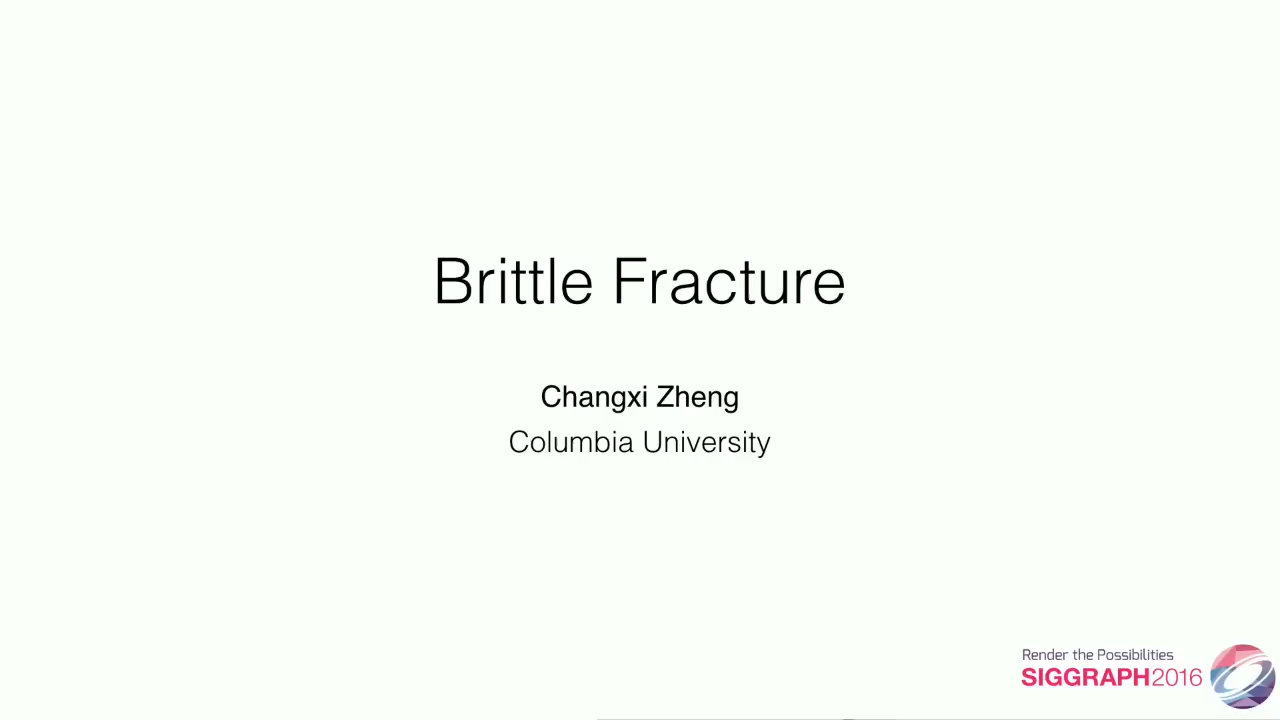 Brittle Fracture
Changxi Zheng
Columbia University
Render the Possibilities
SIGGRAPH2016